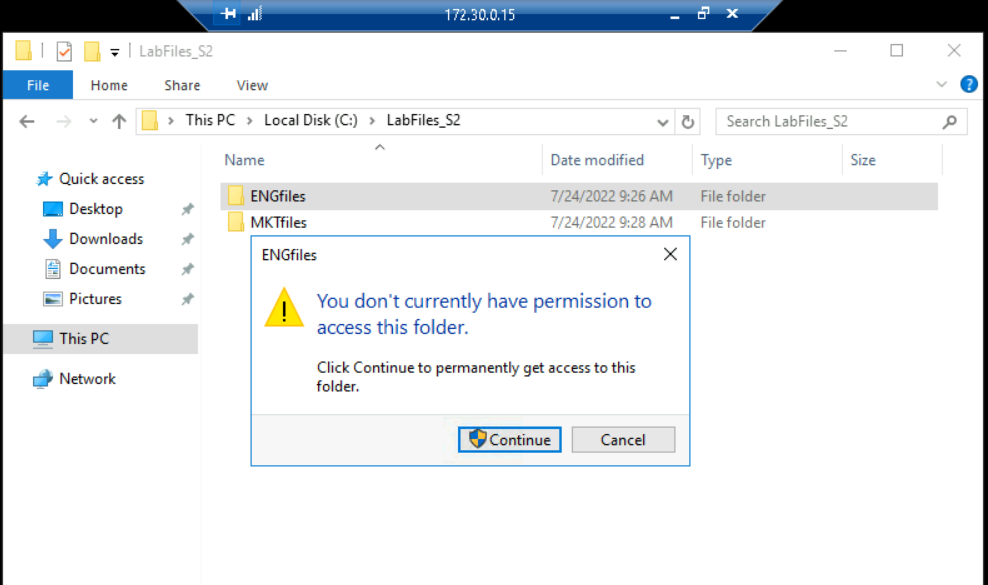 172.30.0.15
LabFiles_S2
File Home Share View
This PC Local Disk (C:) LabFiles_S2 Search LabFiles_S2
Name Date modified Type Size
Quick access
Desktop
Downloads
Documents
Pictures
This PC
Network
ENGfiles 7/24/2022 9:26 AM File folder
MKTfiles 7/24/2022 9:28 AM File folder
ENGfiles
You don't currently have permission to
access this folder.
Click Continue to permanently get access to this
folder.
Continue Cancel